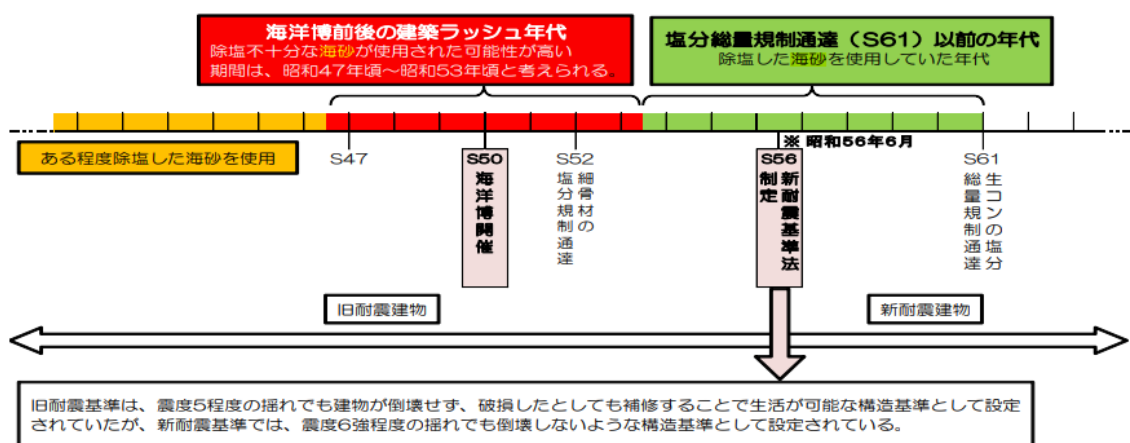 海洋博前後の建築ラッシュ年代
除塩不十分な海砂が使用された可能性が高い
期間は、昭和47年頃～昭和53年頃と考えられる。
塩分総量規制通達（S61）以前の年代
除塩した海砂を使用していた年代
※ 昭和56年6月
ある程度除塩した海砂を使用
S47
S50
海洋博開催
S52
細骨材の
塩分規制通達
S56
新耐震基準法
制定
S61
生コンの塩分
総量規制通達
旧耐震建物
新耐震建物
旧耐震基準は、震度5程度の揺れでも建物が倒壊せず、破損したとしても補修することで生活が可能な構造基準として設定
されていたが、新耐震基準では、震度6強程度の揺れでも倒壊しないような構造基準として設定されている。